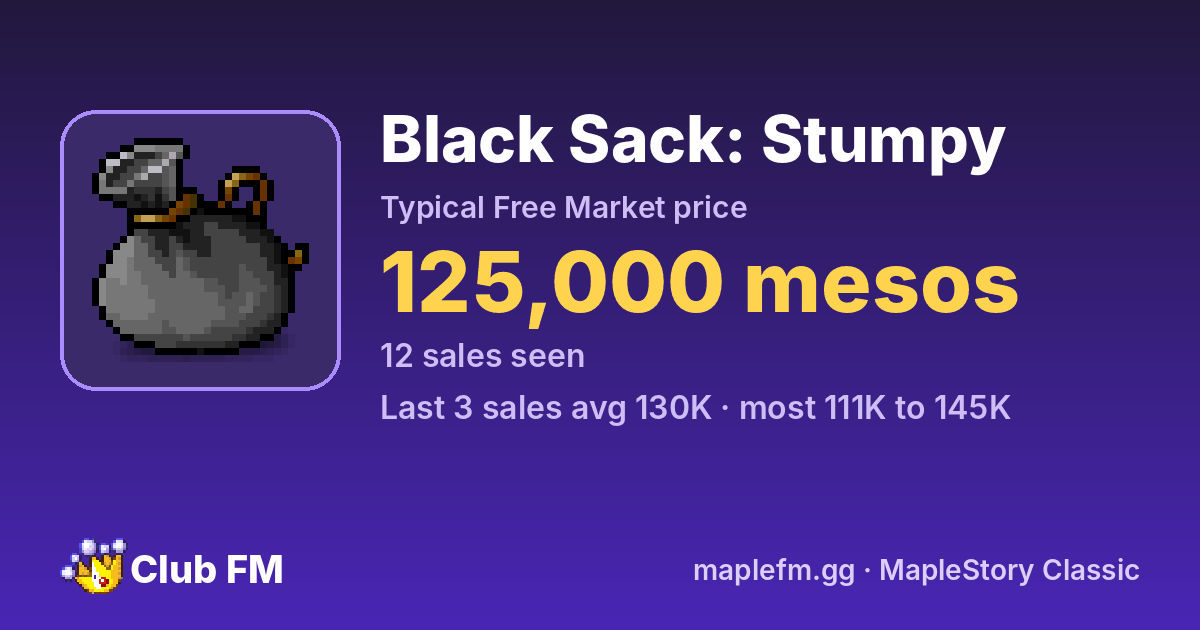 Black Sack: Stumpy
Typical Free Market price
125,000 mesos
12 sales seen
Last 3 sales avg 130K · most 111K to 145K
Club FM
maplefm.gg · MapleStory Classic